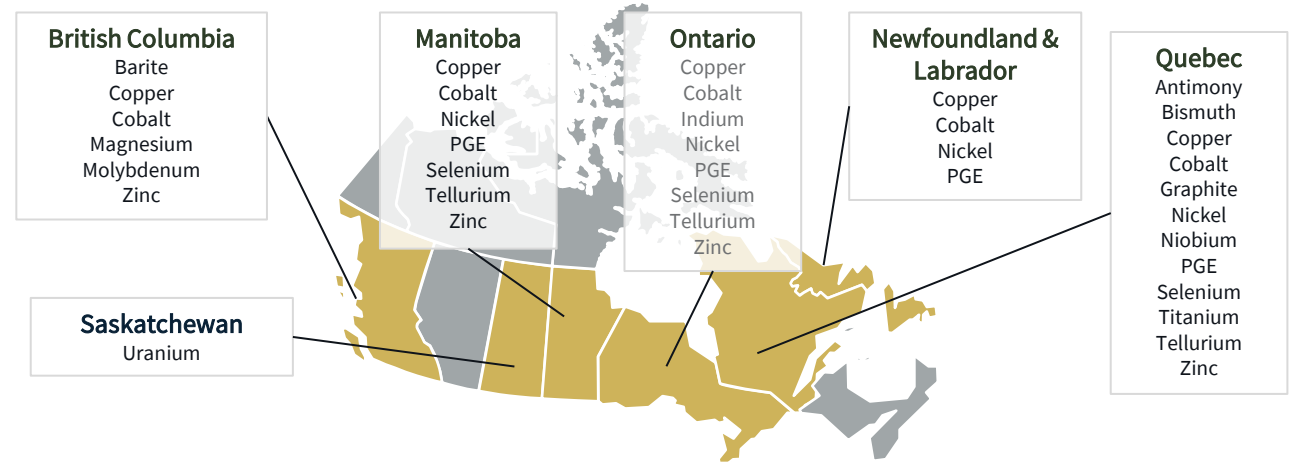 British Columbia
Barite
Copper
Cobalt
Magnesium
Molybdenum
Zinc
Manitoba
Copper
Cobalt
Nickel
PGE
Selenium
Tellurium
Zinc
Ontario
Copper
Cobalt
Indium
Nickel
PGE
Selenium
Tellurium
Zinc
Newfoundland &
Labrador
Copper
Cobalt
Nickel
PGE
Quebec
Antimony
Bismuth
Copper
Cobalt
Graphite
Nickel
Niobium
PGE
Selenium
Titanium
Tellurium
Zinc
Saskatchewan
Uranium